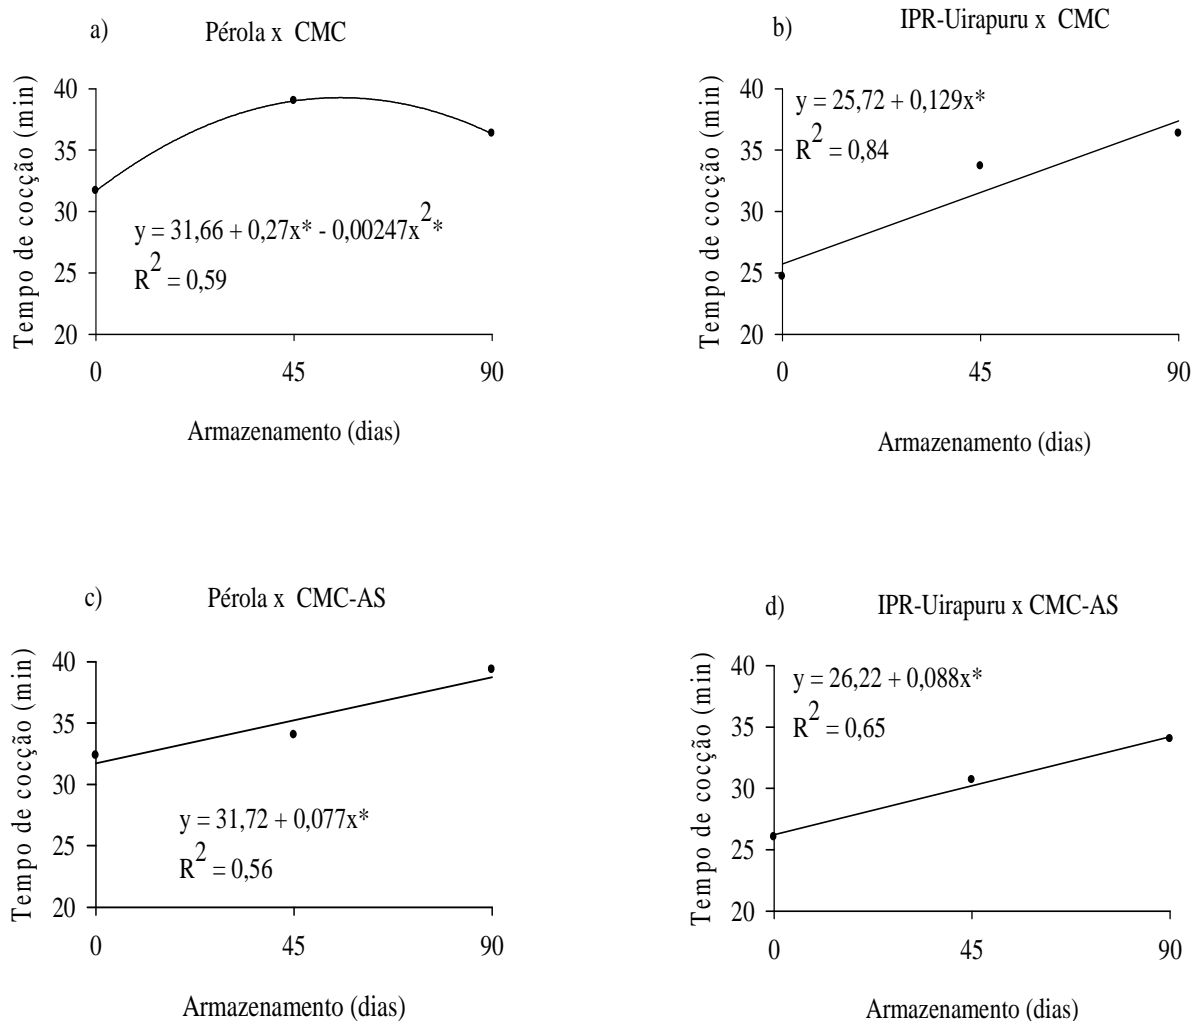 a) Pérola x CMC
Tempo de cocção (min)
40
35
30
25
20
y = 31,66 + 0,27x* - 0,00247x²*
R² = 0,59
0 45 90
Armazenamento (dias)
b) IPR-Uirapuru x CMC
Tempo de cocção (min)
40
35
30
25
20
y = 25,72 + 0,129x*
R² = 0,84
0 45 90
Armazenamento (dias)
c) Pérola x CMC-AS
Tempo de cocção (min)
40
35
30
25
20
y = 31,72 + 0,077x*
R² = 0,56
0 45 90
Armazenamento (dias)
d) IPR-Uirapuru x CMC-AS
Tempo de cocção (min)
40
35
30
25
20
y = 26,22 + 0,088x*
R² = 0,65
0 45 90
Armazenamento (dias)